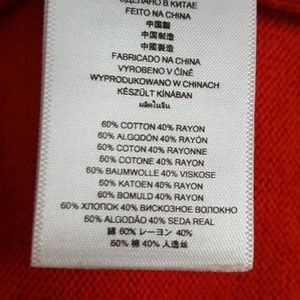 СДЕЛАНО В КИТАЕ
FEITO NA CHINA
中国製
中国制造
中國製造
FABRICADO NA CHINA
VYROBENO V ČÍNĚ
WYPRODUKOWANO W CHINACH
KÉSZÜLT KÍNÁBAN
ผลิตในจีน
60% COTTON 40% RAYON
60% ALGODÓN 40% RAYÓN
60% COTON 40% RAYONNE
60% COTONE 40% RAYON
60% BAUMWOLLE 40% VISKOSE
60% KATOEN 40% RAYON
60% BOMULD 40% RAYON
60% ХЛОПОК 40% ВИСКОЗНОЕ ВОЛОКНО
60% ALGODÃO 40% SEDA REAL
綿 60% レーヨン 40%
60% 棉 40% 人造丝